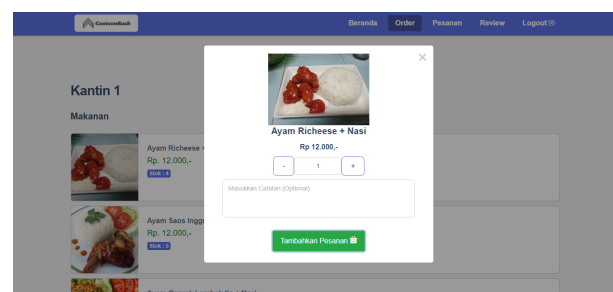 CanteenRush
Beranda Order Pesanan Review Logout
Kantin 1
Makanan
Ayam Richeese +
Rp. 12.000,-
Stok : 4
Ayam Saos Inggr
Rp. 12.000,-
Stok : 5
×
Ayam Richeese + Nasi
Rp 12.000,-
- 1 +
Masukkan Catatan (Optional)
Tambahkan Pesanan